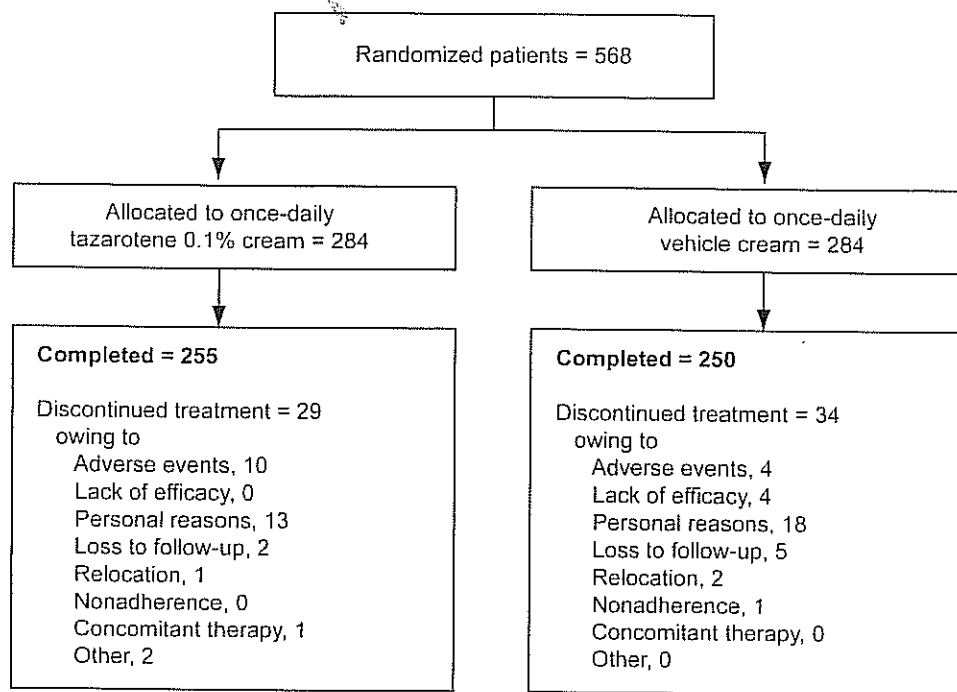 Randomized patients = 568
Allocated to once-daily
tazarotene 0.1% cream = 284
Allocated to once-daily
vehicle cream = 284
Completed = 255
Discontinued treatment = 29
owing to
Adverse events, 10
Lack of efficacy, 0
Personal reasons, 13
Loss to follow-up, 2
Relocation, 1
Nonadherence, 0
Concomitant therapy, 1
Other, 2
Completed = 250
Discontinued treatment = 34
owing to
Adverse events, 4
Lack of efficacy, 4
Personal reasons, 18
Loss to follow-up, 5
Relocation, 2
Nonadherence, 1
Concomitant therapy, 0
Other, 0